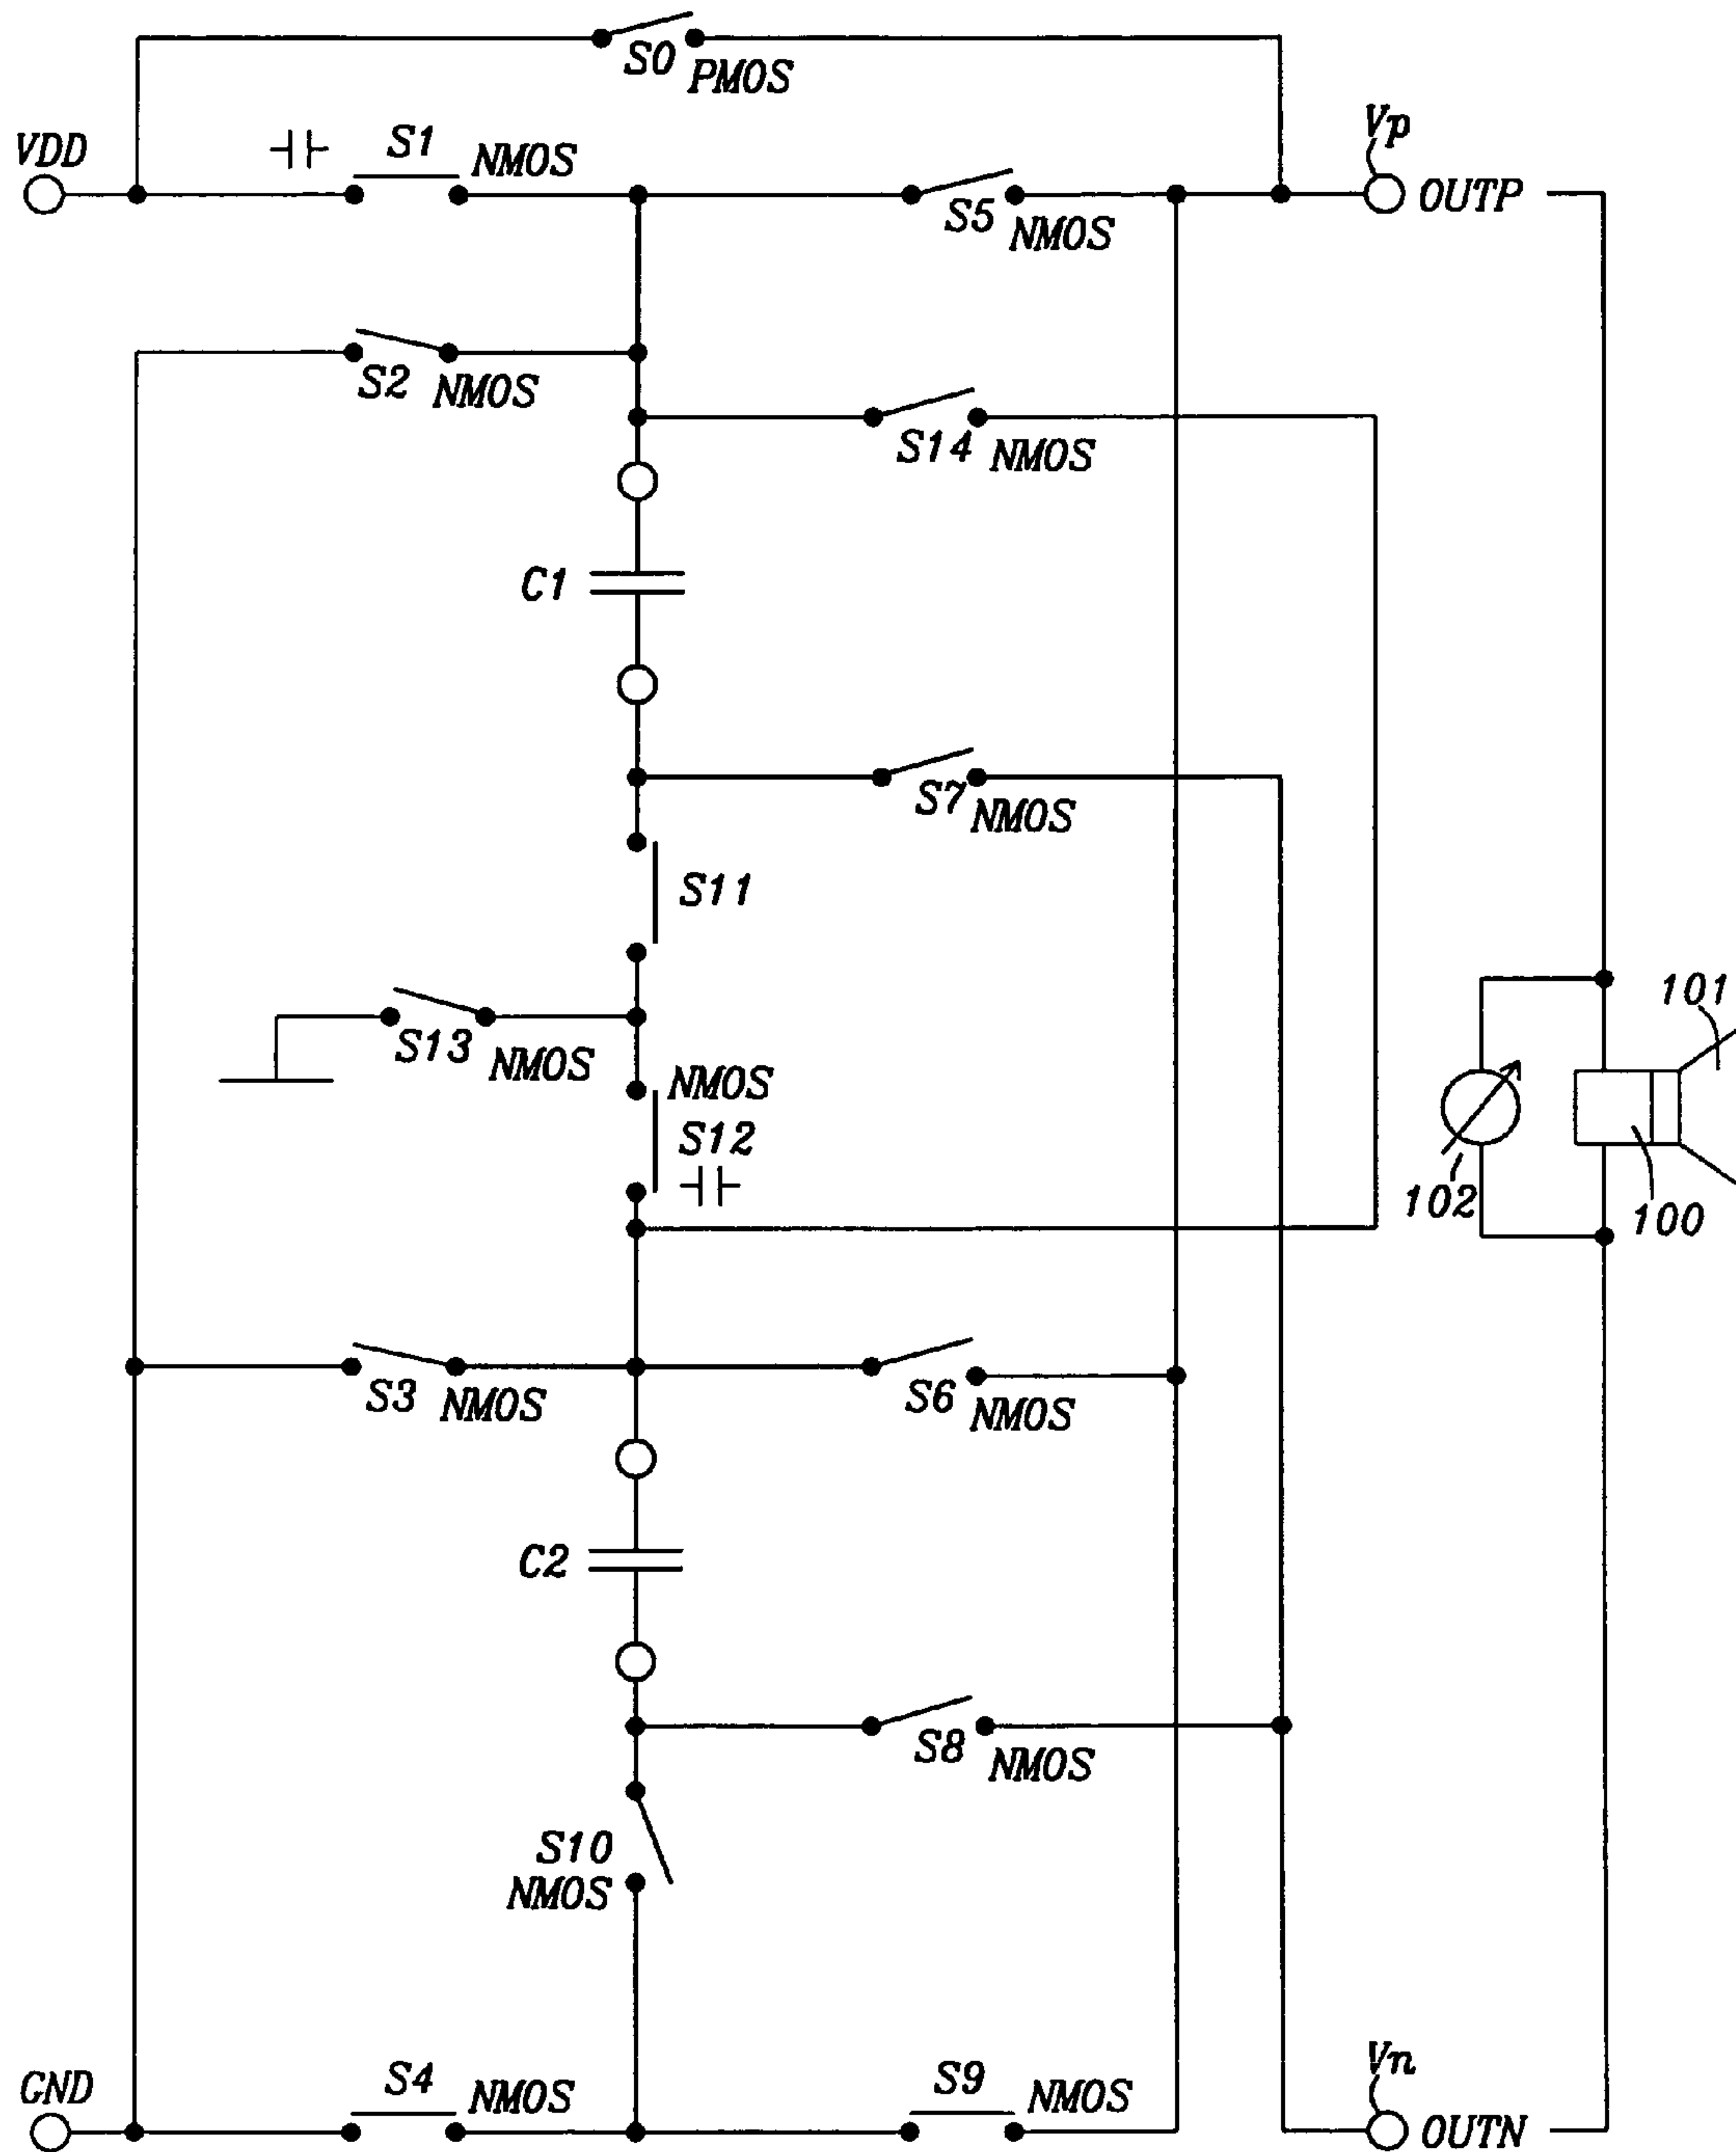 S0 PMOS
VDD
S1 NMOS
Vp
OUTP
S5 NMOS
S2 NMOS
S14 NMOS
C1
S7 NMOS
S11
S13 NMOS
NMOS
S12
101
102
100
S3 NMOS
S6 NMOS
C2
S8 NMOS
S10
NMOS
GND
S4 NMOS
S9 NMOS
Vn
OUTN